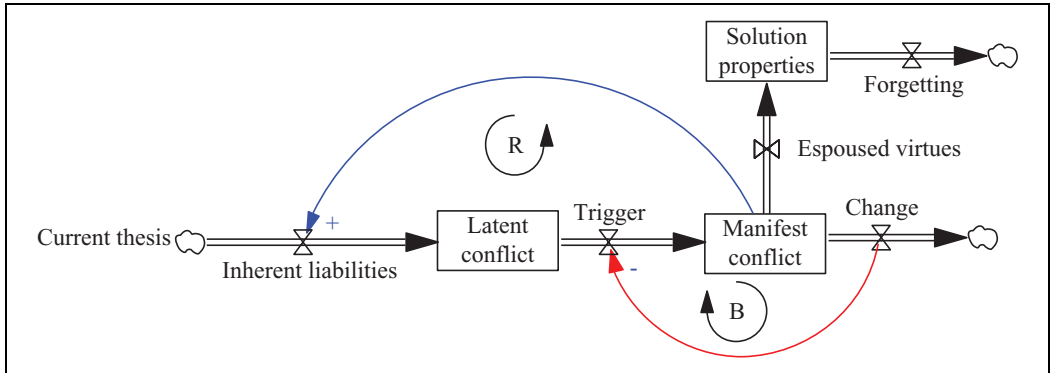 Solution
properties
Forgetting
R
Espoused virtues
+
Trigger
Change
Current thesis
Latent
conflict
Manifest
conflict
Inherent liabilities
-
B